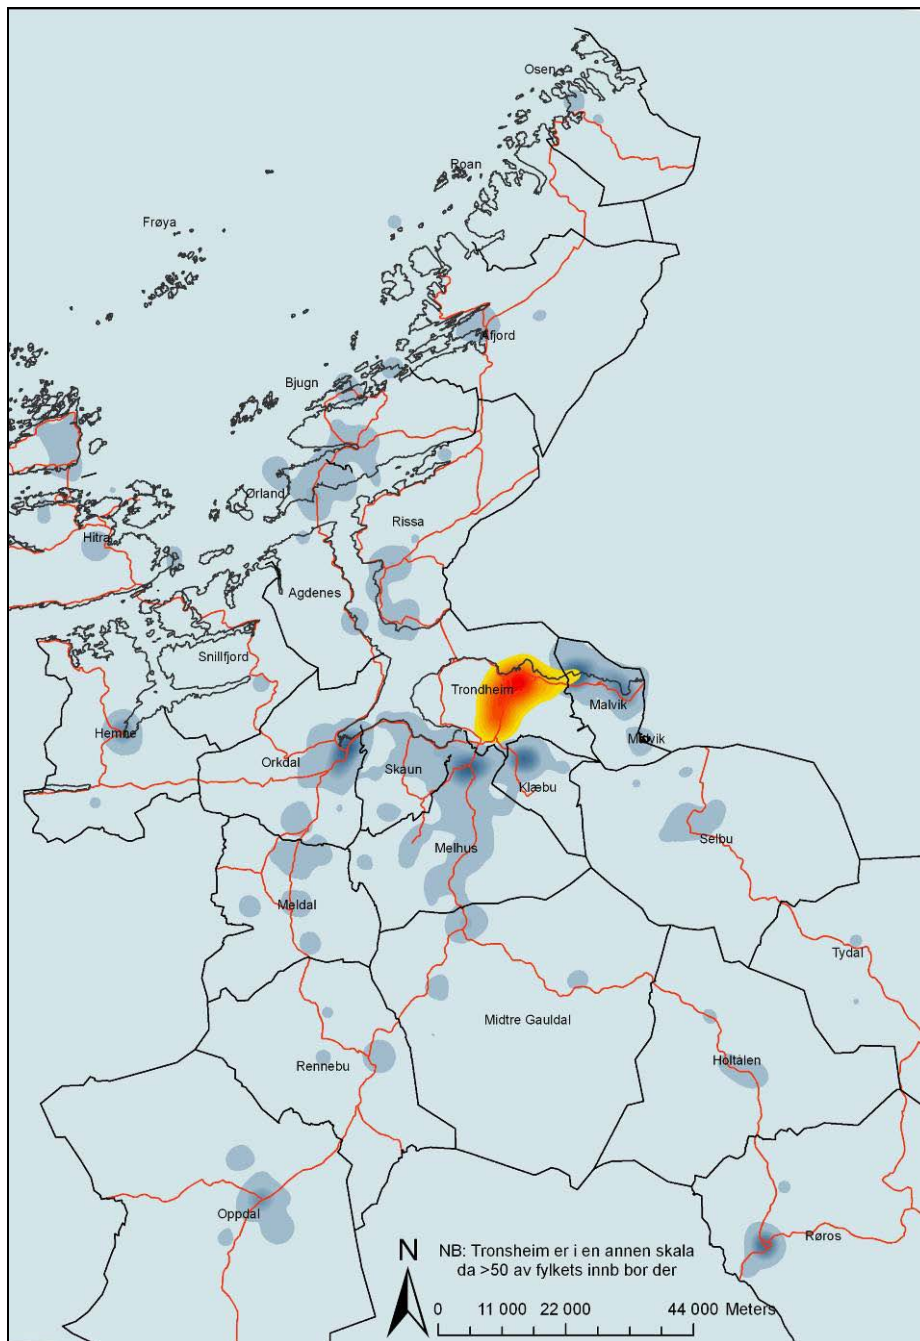 Osen
Roan
Frøya
Åfjord
Bjugn
Ørland
Rissa
Hitra
Agdenes
Snillfjord
Trondheim
Malvik
Hemne
Malvik
Orkdal
Skaun
Klæbu
Selbu
Melhus
Meldal
Tydal
Midtre Gauldal
Rennebu
Holtålen
Oppdal
Røros
N
NB: Tronsheim er i en annen skala
da >50 av fylkets innb bor der
0 11 000 22 000 44 000 Meters